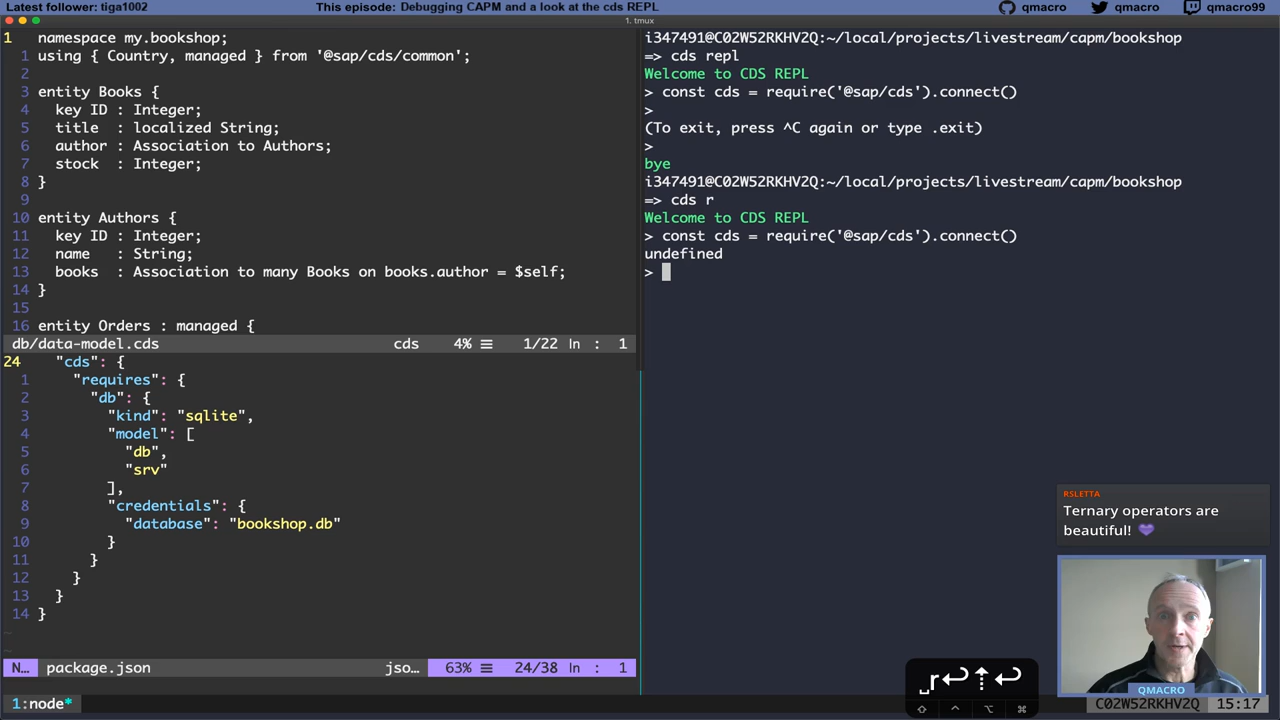 Latest follower: tiga1002
This episode: Debugging CAPM and a look at the cds REPL
qmacro
qmacro
qmacro99
1. tmux
1 namespace my.bookshop;
1 using { Country, managed } from '@sap/cds/common';
2
3 entity Books {
4 key ID : Integer;
5 title : localized String;
6 author : Association to Authors;
7 stock : Integer;
8 }
9
10 entity Authors {
11 key ID : Integer;
12 name : String;
13 books : Association to many Books on books.author = $self;
14 }
15
16 entity Orders : managed {
db/data-model.cds cds 4% ☰ 1/22 ln : 1
24 "cds": {
1 "requires": {
2 "db": {
3 "kind": "sqlite",
4 "model": [
5 "db",
6 "srv"
7 ],
8 "credentials": {
9 "database": "bookshop.db"
10 }
11 }
12 }
13 }
14 }
~
~
N… package.json jso… 63% ☰ 24/38 ln : 1
1:node*
i347491@C02W52RKHV2Q:~/local/projects/livestream/capm/bookshop
=> cds repl
Welcome to CDS REPL
> const cds = require('@sap/cds').connect()
>
(To exit, press ^C again or type .exit)
>
bye
i347491@C02W52RKHV2Q:~/local/projects/livestream/capm/bookshop
=> cds r
Welcome to CDS REPL
> const cds = require('@sap/cds').connect()
undefined
>
RSLETTA
Ternary operators are
beautiful! 💜
␣r↩⇡↩
⇧ ⌃ ⌥ ⌘
QMACRO
C02W52RKHV2Q 15:17